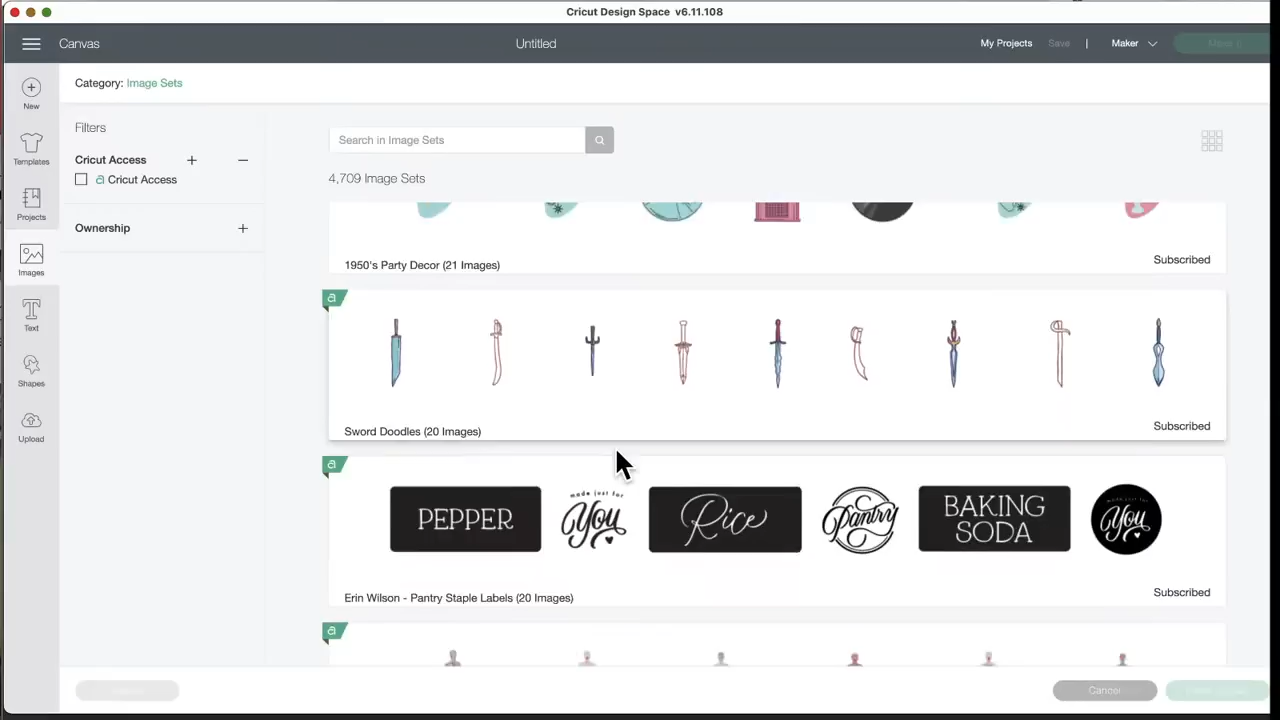 Cricut Design Space v6.11.108
Canvas
Untitled
My Projects Save | Maker
New
Templates
Projects
Images
Text
Shapes
Upload
Category: Image Sets
Filters
Cricut Access + −
a Cricut Access
Ownership +
Search in Image Sets
4,709 Image Sets
1950's Party Decor (21 Images)
Subscribed
a
Sword Doodles (20 Images)
Subscribed
a
PEPPER
made just for
You
Rice
Pantry
BAKING
SODA
You
Erin Wilson - Pantry Staple Labels (20 Images)
Subscribed
a
Cancel